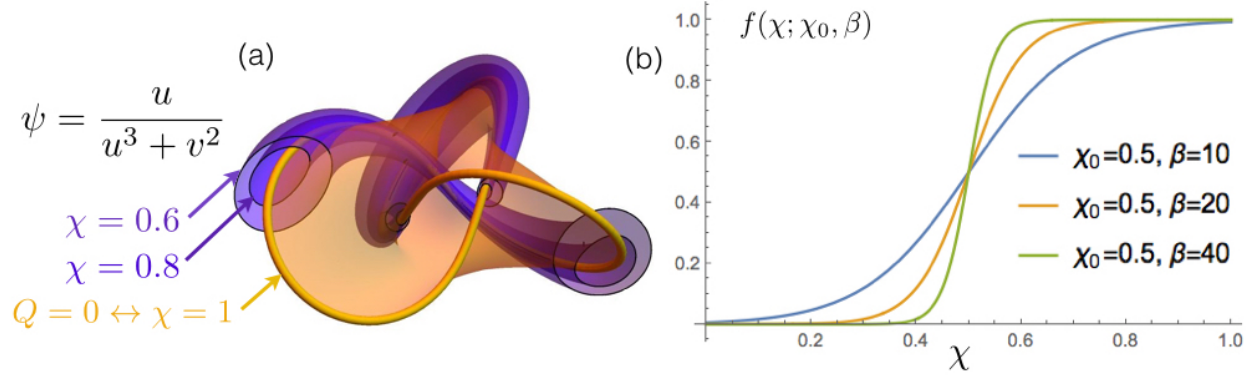 (a)
ψ = u / (u³ + v²)
χ = 0.6
χ = 0.8
Q = 0 ↔ χ = 1
(b)
f(χ; χ₀, β)
1.0
0.8
0.6
0.4
0.2
0.2 0.4 0.6 0.8 1.0
χ
χ₀=0.5, β=10
χ₀=0.5, β=20
χ₀=0.5, β=40